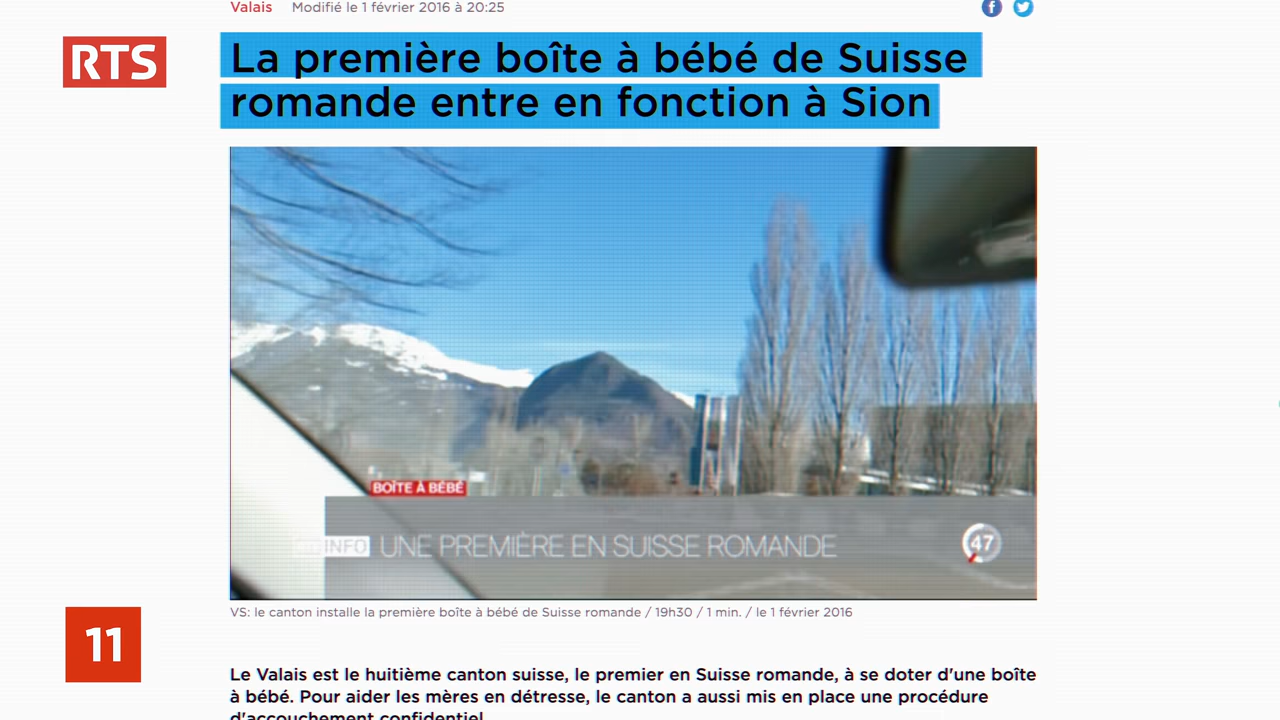 Valais Modifié le 1 février 2016 à 20:25
RTS
La première boîte à bébé de Suisse
romande entre en fonction à Sion
BOÎTE À BÉBÉ
INFO UNE PREMIÈRE EN SUISSE ROMANDE
47
VS: le canton installe la première boîte à bébé de Suisse romande / 19h30 / 1 min. / le 1 février 2016
11
Le Valais est le huitième canton suisse, le premier en Suisse romande, à se doter d'une boîte
à bébé. Pour aider les mères en détresse, le canton a aussi mis en place une procédure
d'accouchement confidentiel